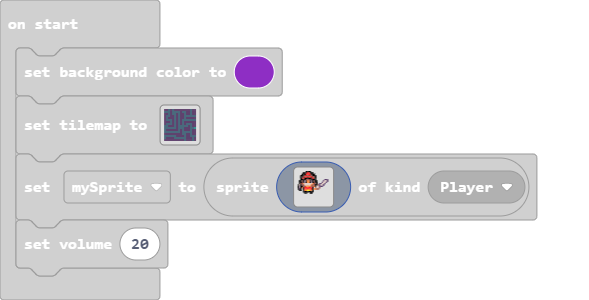 on start
set background color to
set tilemap to
set mySprite to sprite of kind Player
set volume 20